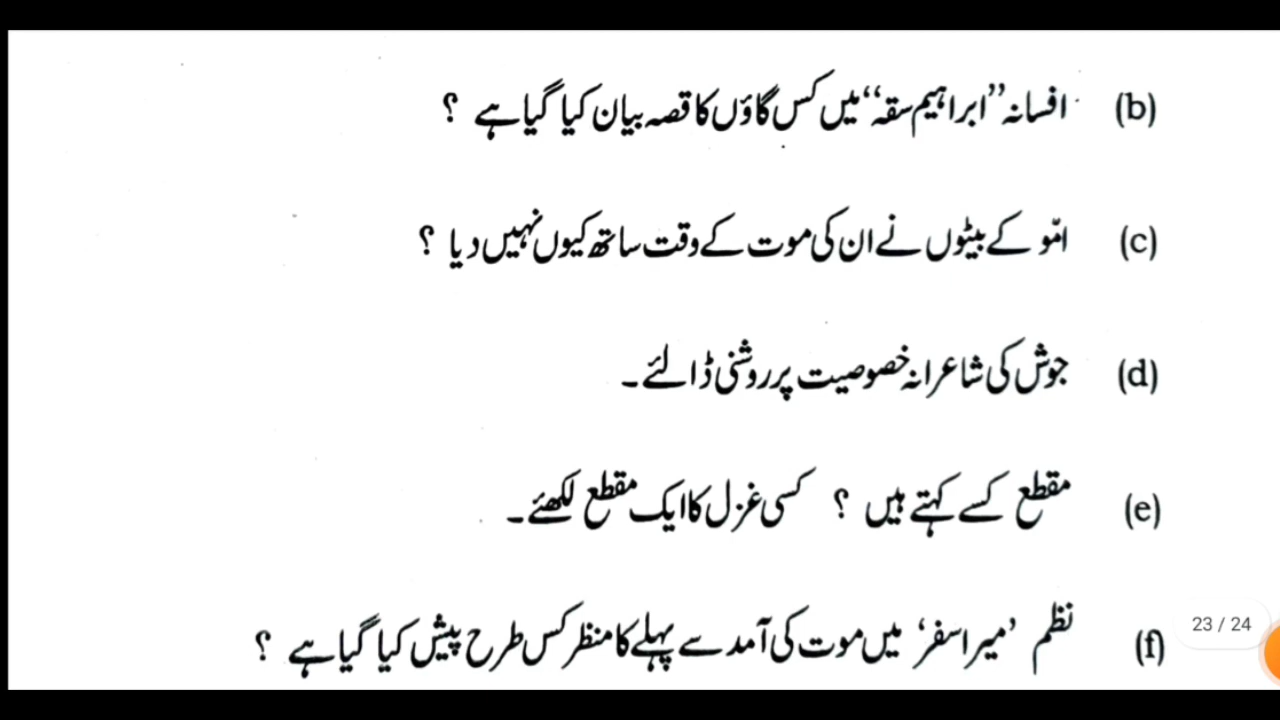 (b) افسانہ ”ابراہیم سقہ“ میں کس گاؤں کا قصہ بیان کیا گیا ہے ؟
(c) امّو کے بیٹوں نے ان کی موت کے وقت ساتھ کیوں نہیں دیا ؟
(d) جوش کی شاعرانہ خصوصیت پر روشنی ڈالئے ۔
(e) مقطع کسے کہتے ہیں ؟ کسی غزل کا ایک مقطع لکھئے ۔
(f) نظم ’میرا سفر‘ میں موت کی آمد سے پہلے کا منظر کس طرح پیش کیا گیا ہے ؟
23 / 24